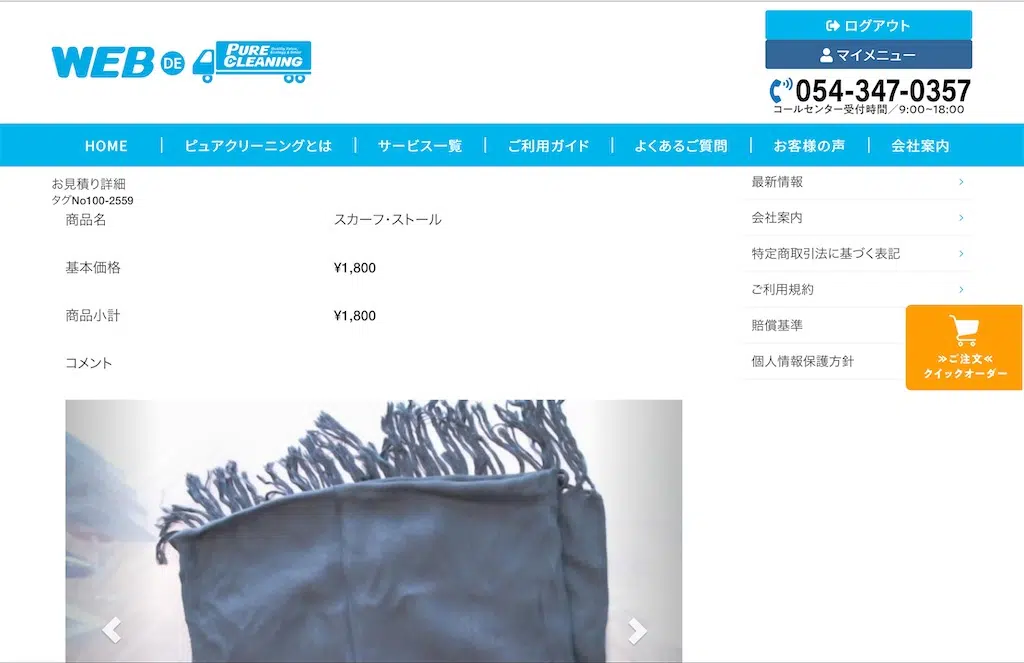 ログアウト
マイメニュー
WEB DE PURE CLEANING
054-347-0357
コールセンター受付時間／9:00~18:00
HOME
ピュアクリーニングとは
サービス一覧
ご利用ガイド
よくあるご質問
お客様の声
会社案内
お見積り詳細
タグNo100-2559
商品名 スカーフ・ストール
基本価格 ¥1,800
商品小計 ¥1,800
コメント
最新情報
会社案内
特定商取引法に基づく表記
ご利用規約
賠償基準
個人情報保護方針
≫ご注文≪
クイックオーダー